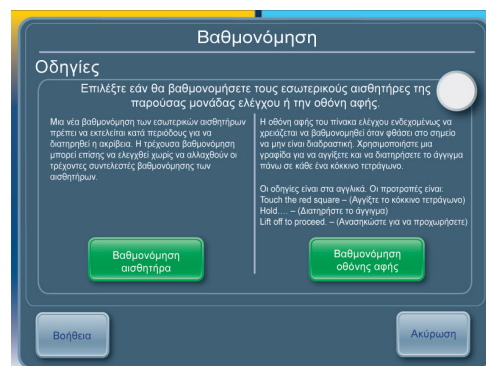 Βαθμονόμηση
Οδηγίες
Επιλέξτε εάν θα βαθμονομήσετε τους εσωτερικούς αισθητήρες της
παρούσας μονάδας ελέγχου ή την οθόνη αφής.
Μια νέα βαθμονόμηση των εσωτερικών αισθητήρων
πρέπει να εκτελείται κατά περιόδους για να
διατηρηθεί η ακρίβεια. Η τρέχουσα βαθμονόμηση
μπορεί επίσης να ελεγχθεί χωρίς να αλλαχθούν οι
τρέχοντες συντελεστές βαθμονόμησης των
αισθητήρων.
Η οθόνη αφής του πίνακα ελέγχου ενδεχομένως να
χρειάζεται να βαθμονομηθεί όταν φθάσει στο σημείο
να μην είναι διαδραστική. Χρησιμοποιήστε μια
γραφίδα για να αγγίξετε και να διατηρήσετε το άγγιγμα
πάνω σε κάθε ένα κόκκινο τετράγωνο.
Οι οδηγίες είναι στα αγγλικά. Οι προτροπές είναι:
Touch the red square – (Αγγίξτε το κόκκινο τετράγωνο)
Hold.... – (Διατηρήστε το άγγιγμα)
Lift off to proceed. – (Ανασηκώστε για να προχωρήσετε)
Βαθμονόμηση
αισθητήρα
Βαθμονόμηση
οθόνης αφής
Βοήθεια
Ακύρωση